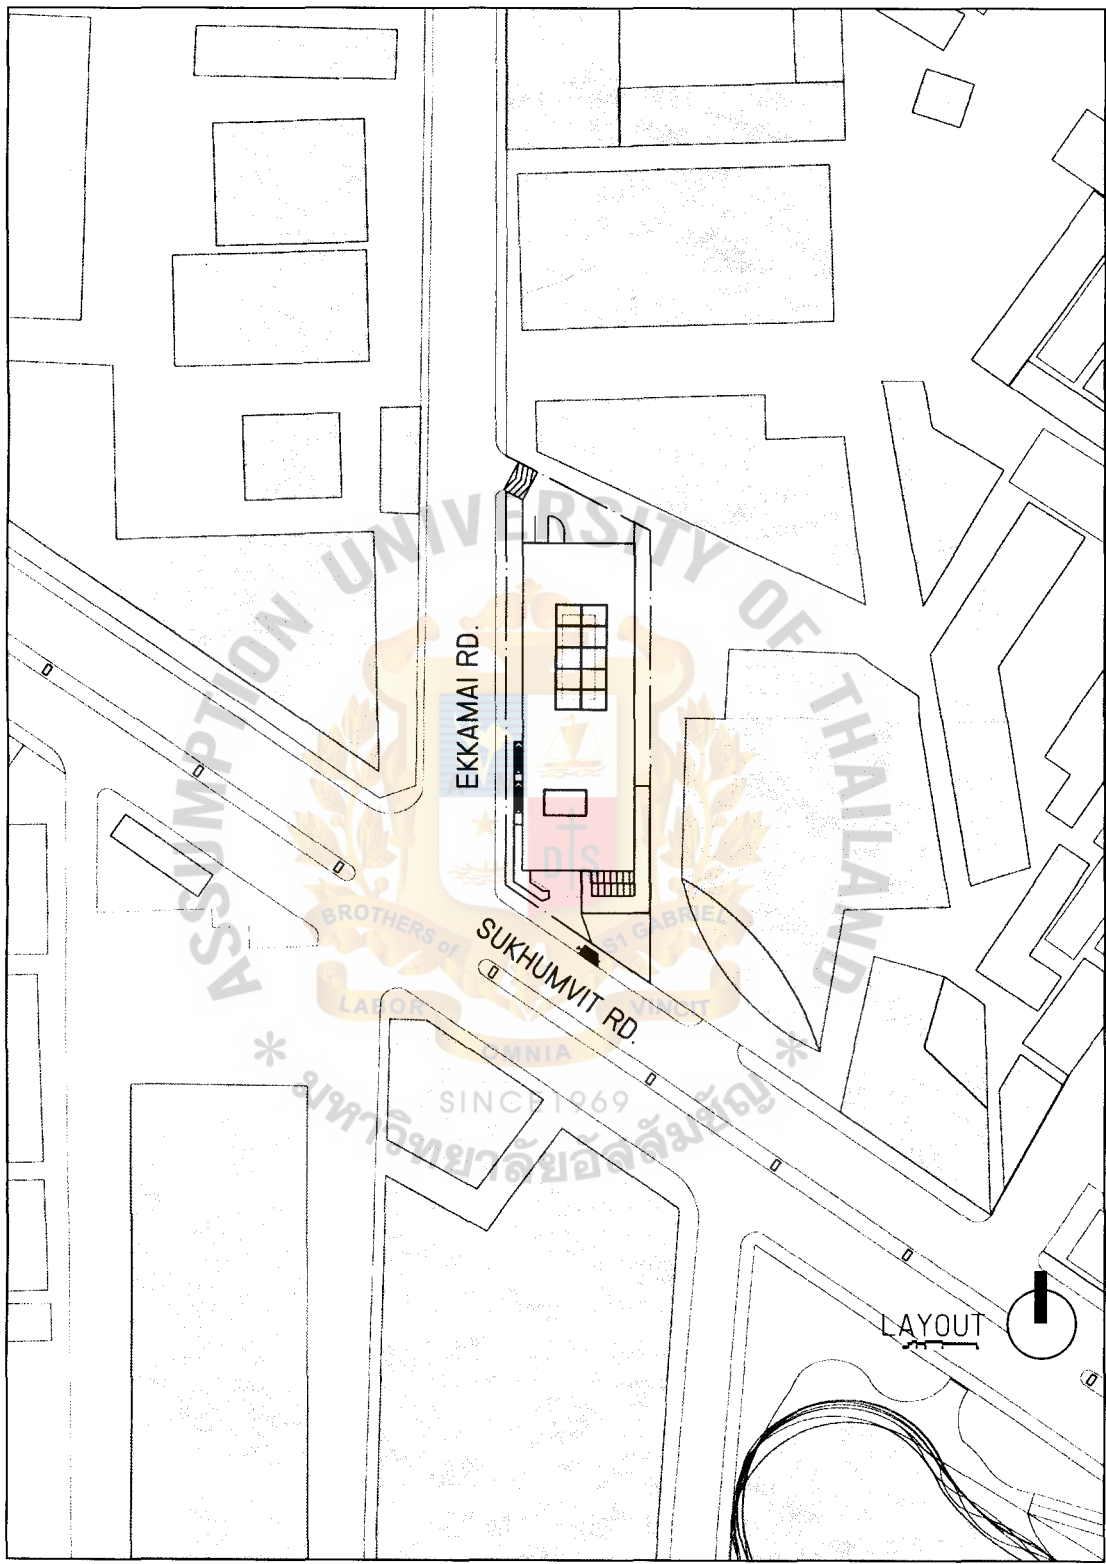 EKKAMAI RD.
SUKHUMVIT RD.
LAYOUT
ASSUMPTION UNIVERSITY OF THAILAND
D S
BROTHERS of
ST GABRIEL
LABOR
VINCIT
OMNIA
SINCE 1969
* มหาวิทยาลัยอัสสัมชัญ *